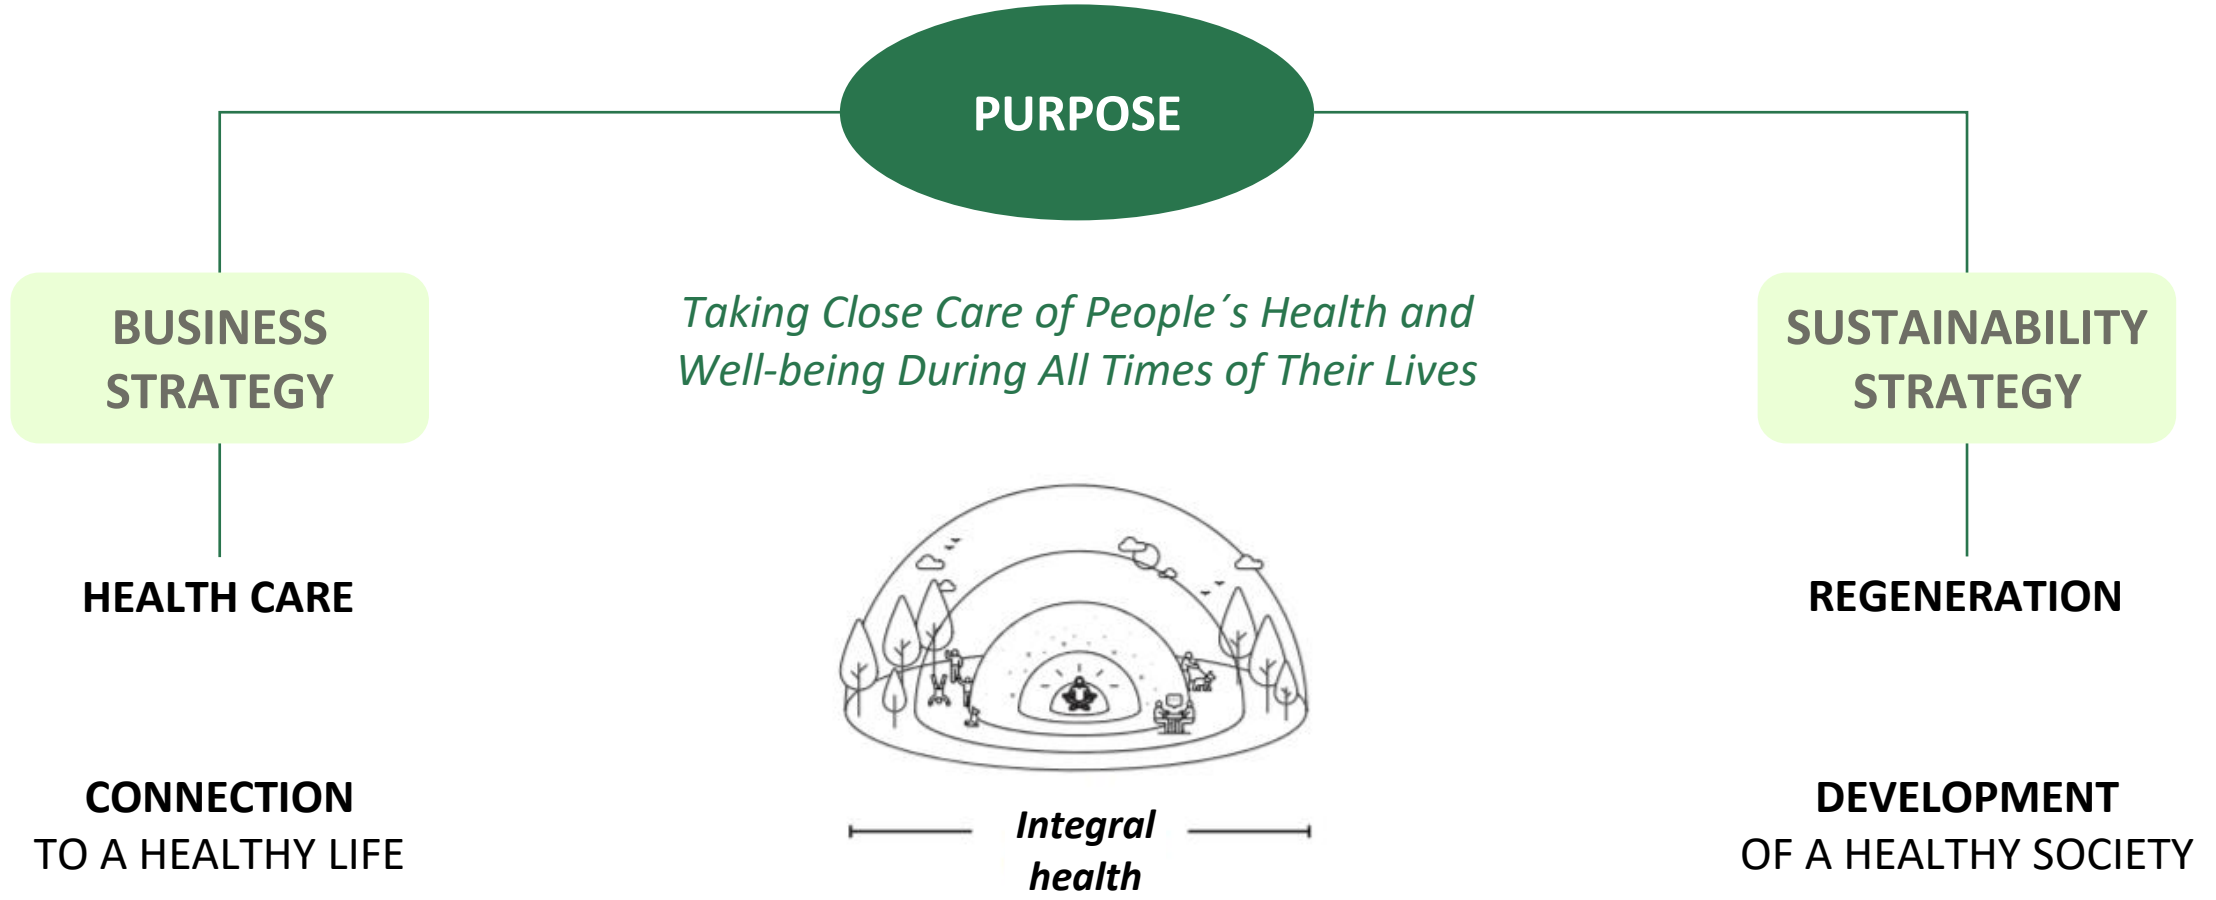 PURPOSE
BUSINESS
STRATEGY
Taking Close Care of People´s Health and
Well-being During All Times of Their Lives
SUSTAINABILITY
STRATEGY
HEALTH CARE
REGENERATION
CONNECTION
TO A HEALTHY LIFE
Integral
health
DEVELOPMENT
OF A HEALTHY SOCIETY